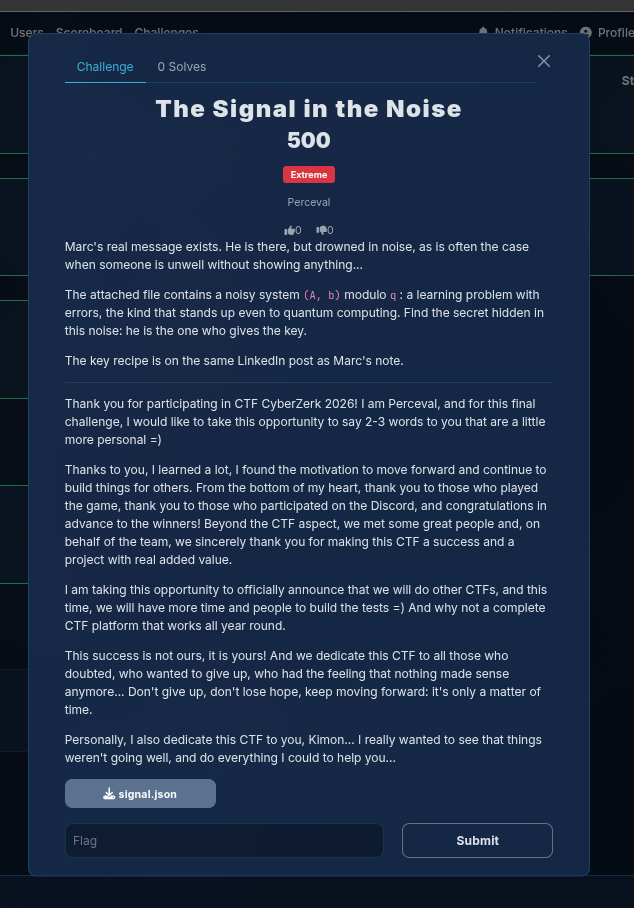 Users Scoreboard Challenges Notifications Profile
Challenge 0 Solves
St
The Signal in the Noise
500
Extreme
Perceval
0 0
Marc's real message exists. He is there, but drowned in noise, as is often the case
when someone is unwell without showing anything...
The attached file contains a noisy system (A, b) modulo q : a learning problem with
errors, the kind that stands up even to quantum computing. Find the secret hidden in
this noise: he is the one who gives the key.
The key recipe is on the same LinkedIn post as Marc's note.
Thank you for participating in CTF CyberZerk 2026! I am Perceval, and for this final
challenge, I would like to take this opportunity to say 2-3 words to you that are a little
more personal =)
Thanks to you, I learned a lot, I found the motivation to move forward and continue to
build things for others. From the bottom of my heart, thank you to those who played
the game, thank you to those who participated on the Discord, and congratulations in
advance to the winners! Beyond the CTF aspect, we met some great people and, on
behalf of the team, we sincerely thank you for making this CTF a success and a
project with real added value.
I am taking this opportunity to officially announce that we will do other CTFs, and this
time, we will have more time and people to build the tests =) And why not a complete
CTF platform that works all year round.
This success is not ours, it is yours! And we dedicate this CTF to all those who
doubted, who wanted to give up, who had the feeling that nothing made sense
anymore... Don't give up, don't lose hope, keep moving forward: it's only a matter of
time.
Personally, I also dedicate this CTF to you, Kimon... I really wanted to see that things
weren't going well, and do everything I could to help you...
signal.json
Flag Submit